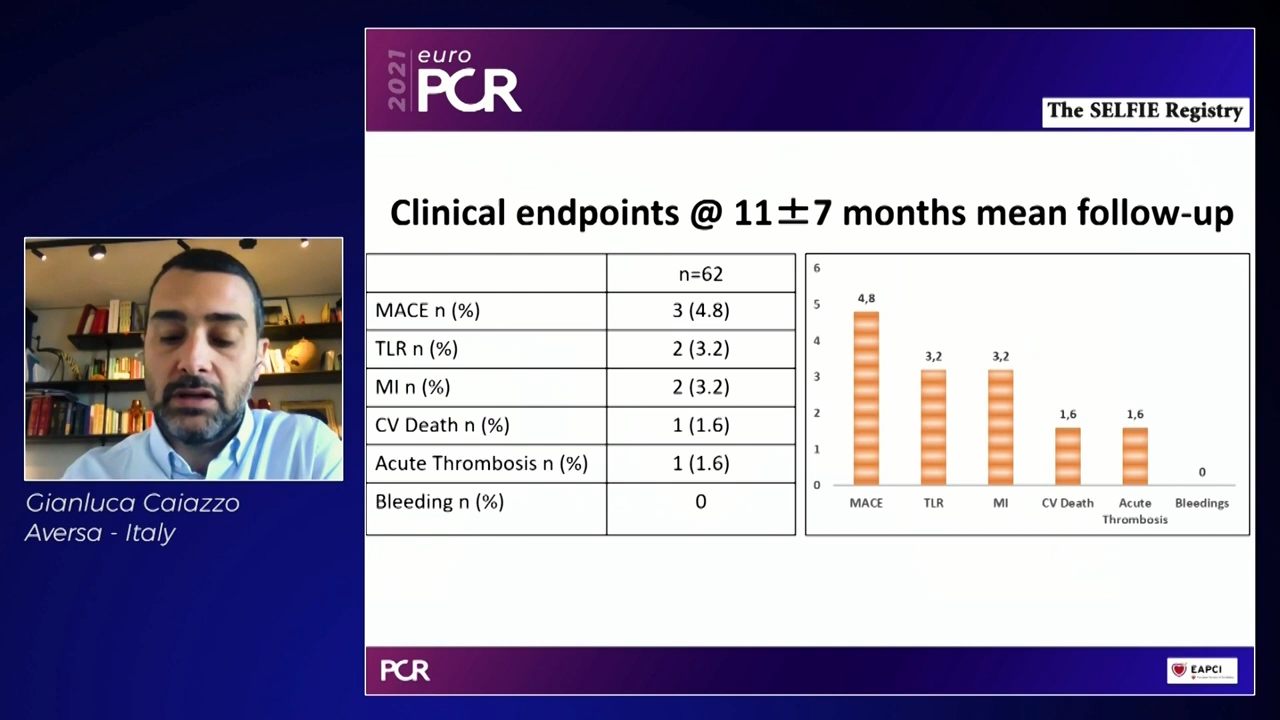 2021
euro
PCR
The SELFIE Registry
Clinical endpoints @ 11±7 months mean follow-up
n=62
MACE n (%) 3 (4.8)
TLR n (%) 2 (3.2)
MI n (%) 2 (3.2)
CV Death n (%) 1 (1.6)
Acute Thrombosis n (%) 1 (1.6)
Bleeding n (%) 0
6
5
4
3
2
1
0
4,8
3,2
3,2
1,6
1,6
0
MACE TLR MI CV Death Acute Bleedings
Thrombosis
Gianluca Caiazzo
Aversa - Italy
PCR
EAPCI